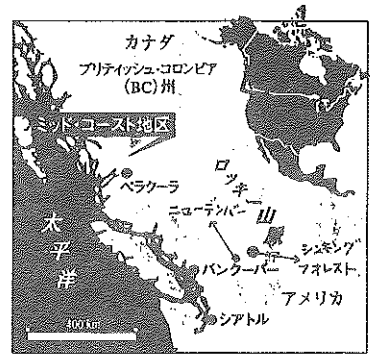 カナダ
ブリティッシュ・コロンビア
(BC)州
ミッド・コースト地区
ベラクーラ
ロッキー山
ニューテンバー
太平洋
バンクーバー
シンキング
フォレスト
アメリカ
シアトル
400km